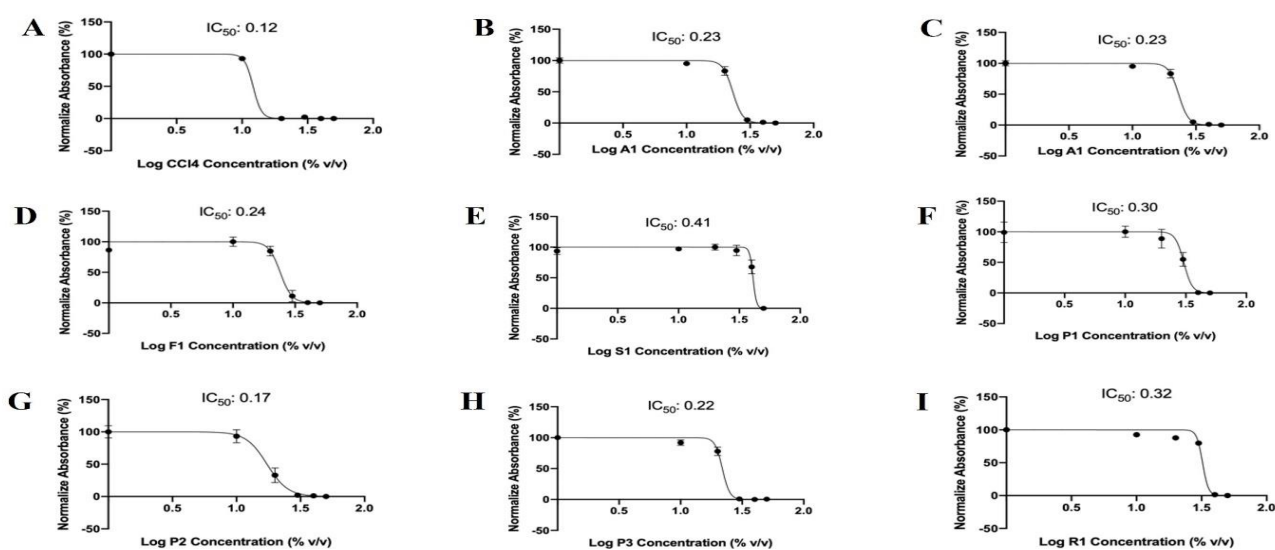 A
IC50: 0.12
Normalize Absorbance (%)
150
100
50
0
-50
0.5 1.0 1.5 2.0
Log CCl4 Concentration (% v/v)
B
IC50: 0.23
Normalize Absorbance (%)
150
100
50
0
-50
0.5 1.0 1.5 2.0
Log A1 Concentration (% v/v)
C
IC50: 0.23
Normalize Absorbance (%)
150
100
50
0
-50
0.5 1.0 1.5 2.0
Log A1 Concentration (% v/v)
D
IC50: 0.24
Normalize Absorbance (%)
150
100
50
0
-50
0.5 1.0 1.5 2.0
Log F1 Concentration (% v/v)
E
IC50: 0.41
Normalize Absorbance (%)
150
100
50
0
-50
0.5 1.0 1.5 2.0
Log S1 Concentration (% v/v)
F
IC50: 0.30
Normalize Absorbance (%)
150
100
50
0
-50
0.5 1.0 1.5 2.0
Log P1 Concentration (% v/v)
G
IC50: 0.17
Normalize Absorbance (%)
150
100
50
0
-50
0.5 1.0 1.5 2.0
Log P2 Concentration (% v/v)
H
IC50: 0.22
Normalize Absorbance (%)
150
100
50
0
-50
0.5 1.0 1.5 2.0
Log P3 Concentration (% v/v)
I
IC50: 0.32
Normalize Absorbance (%)
150
100
50
0
-50
0.5 1.0 1.5 2.0
Log R1 Concentration (% v/v)